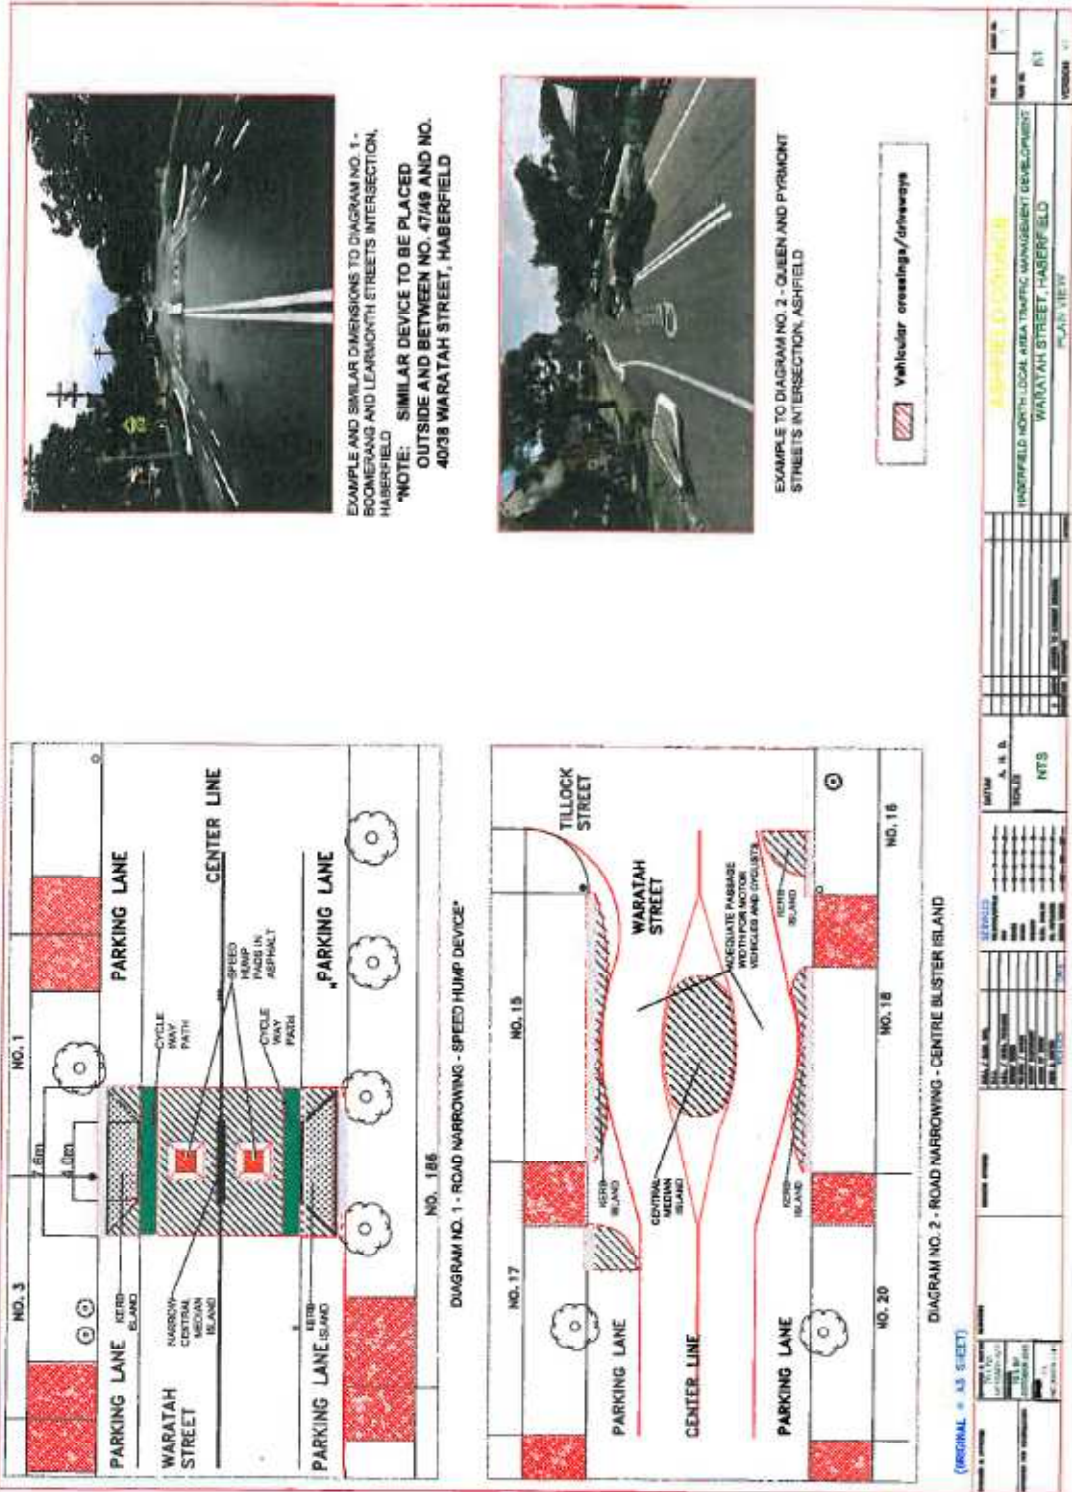 NO. 3
NO. 1
7.6m
4.0m
KERB
ISLAND
PARKING LANE
PARKING LANE
CYCLE
WAY
PATH
WARATAH
STREET
NARROW
CENTRAL
MEDIAN
ISLAND
CENTER LINE
SPEED
HUMP
PADS IN
ASPHALT
CYCLE
WAY
PATH
PARKING LANE
KERB
ISLAND
PARKING LANE
NO. 186
DIAGRAM NO. 1 - ROAD NARROWING - SPEED HUMP DEVICE*
EXAMPLE AND SIMILAR DIMENSIONS TO DIAGRAM NO. 1 -
BOOMERANG AND LEARMONTH STREETS INTERSECTION,
HABERFIELD
*NOTE: SIMILAR DEVICE TO BE PLACED
OUTSIDE AND BETWEEN NO. 47/49 AND NO.
40/38 WARATAH STREET, HABERFIELD
NO. 17
NO. 15
TILLOCK
STREET
KERB
ISLAND
PARKING LANE
WARATAH
STREET
CENTRAL
MEDIAN
ISLAND
CENTER LINE
ADEQUATE PASSAGE
WIDTH FOR MOTOR
VEHICLES AND CYCLISTS
KERB
ISLAND
PARKING LANE
KERB
ISLAND
NO. 20
NO. 18
NO. 16
DIAGRAM NO. 2 - ROAD NARROWING - CENTRE BLISTER ISLAND
EXAMPLE TO DIAGRAM NO. 2 - QUEEN AND PYRMONT
STREETS INTERSECTION, ASHFIELD
Vehicular crossings/driveways
(ORIGINAL = A3 SHEET)
SERVICES
DATUM
A. H. D.
SCALES
NTS
ASHFIELD COUNCIL
HABERFIELD NORTH LOCAL AREA TRAFFIC MANAGEMENT DEVELOPMENT
WARATAH STREET, HABERFIELD
PLAN VIEW
VERSION